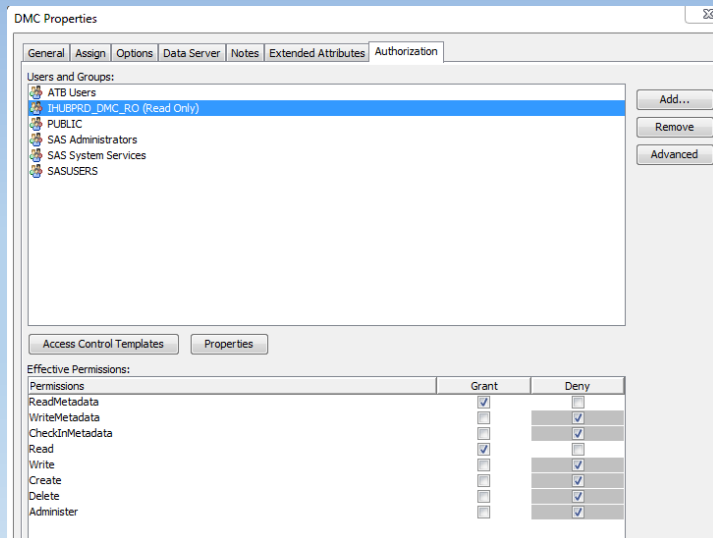 DMC Properties
General Assign Options Data Server Notes Extended Attributes Authorization
Users and Groups:
ATB Users
IHUBPRD_DMC_RO (Read Only)
PUBLIC
SAS Administrators
SAS System Services
SASUSERS
Add...
Remove
Advanced
Access Control Templates Properties
Effective Permissions:
Permissions Grant Deny
ReadMetadata
WriteMetadata
CheckInMetadata
Read
Write
Create
Delete
Administer